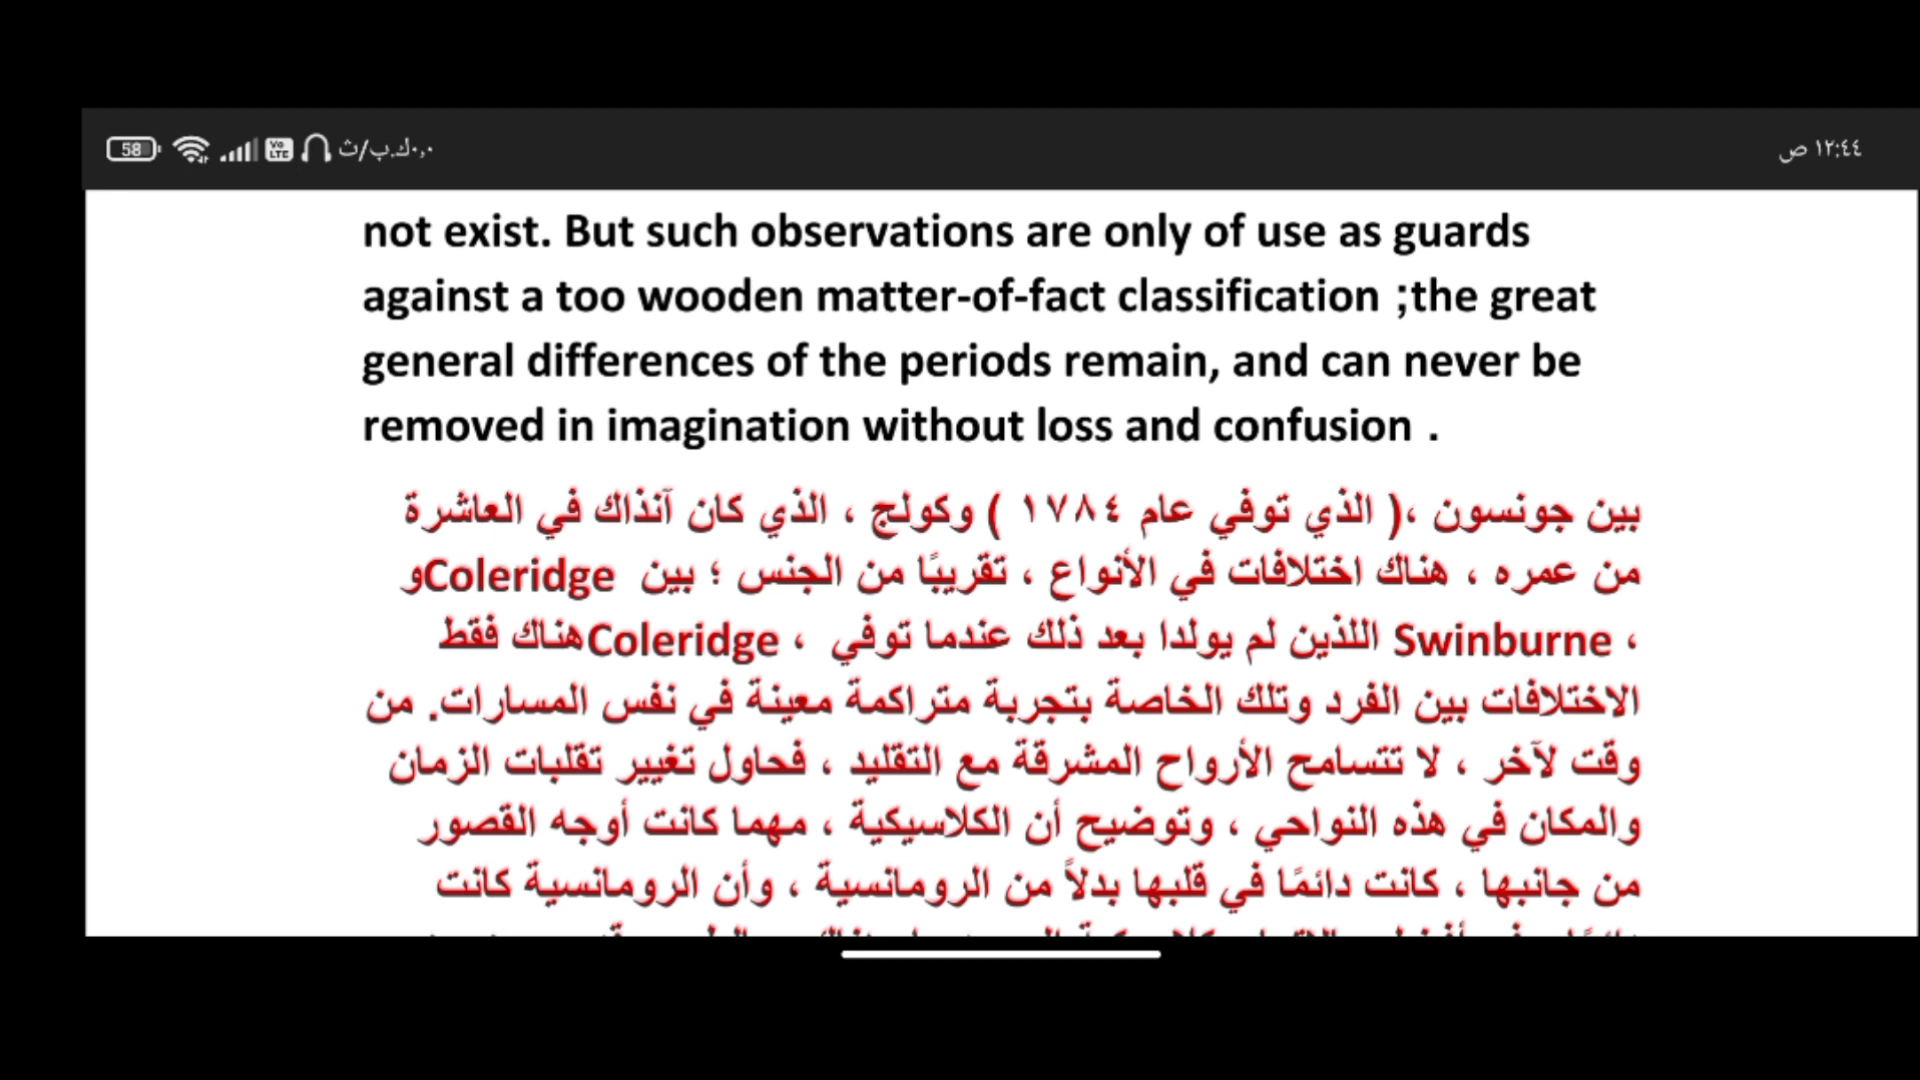 58 Vo LTE ٠,٠ك.ب/ث ١٢:٤٤ ص
not exist. But such observations are only of use as guards
against a too wooden matter-of-fact classification ;the great
general differences of the periods remain, and can never be
removed in imagination without loss and confusion .
بين جونسون ،( الذي توفي عام ١٧٨٤ ) وكولج ، الذي كان آنذاك في العاشرة
من عمره ، هناك اختلافات في الأنواع ، تقريبًا من الجنس ؛ بين Coleridgeو
، Swinburne اللذين لم يولدا بعد ذلك عندما توفي ، Coleridgeهناك فقط
الاختلافات بين الفرد وتلك الخاصة بتجربة متراكمة معينة في نفس المسارات. من
وقت لآخر ، لا تتسامح الأرواح المشرقة مع التقليد ، فحاول تغيير تقلبات الزمان
والمكان في هذه النواحي ، وتوضيح أن الكلاسيكية ، مهما كانت أوجه القصور
من جانبها ، كانت دائمًا في قلبها بدلاً من الرومانسية ، وأن الرومانسية كانت